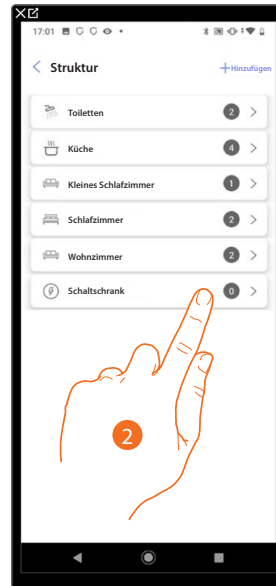 17:01
Struktur
+Hinzufügen
Toiletten 2
Küche 4
Kleines Schlafzimmer 1
Schlafzimmer 2
Wohnzimmer 2
Schaltschrank 0
2